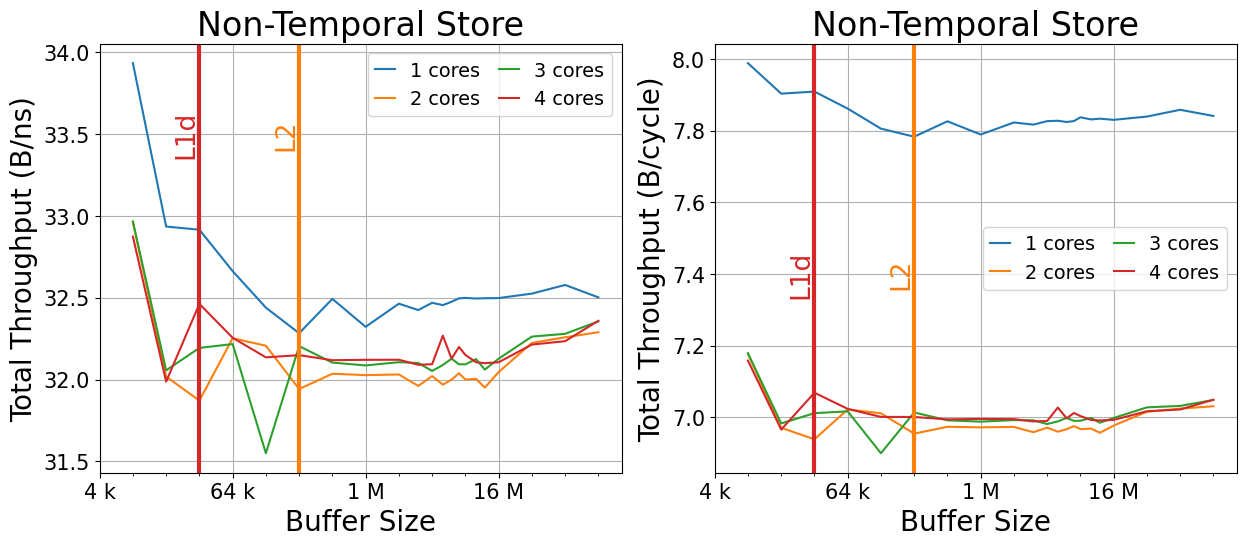 Non-Temporal Store
Total Throughput (B/ns)
34.0
33.5
33.0
32.5
32.0
31.5
L1d
L2
1 cores
2 cores
3 cores
4 cores
4 k
64 k
1 M
16 M
Buffer Size
Non-Temporal Store
Total Throughput (B/cycle)
8.0
7.8
7.6
7.4
7.2
7.0
L1d
L2
1 cores
2 cores
3 cores
4 cores
4 k
64 k
1 M
16 M
Buffer Size